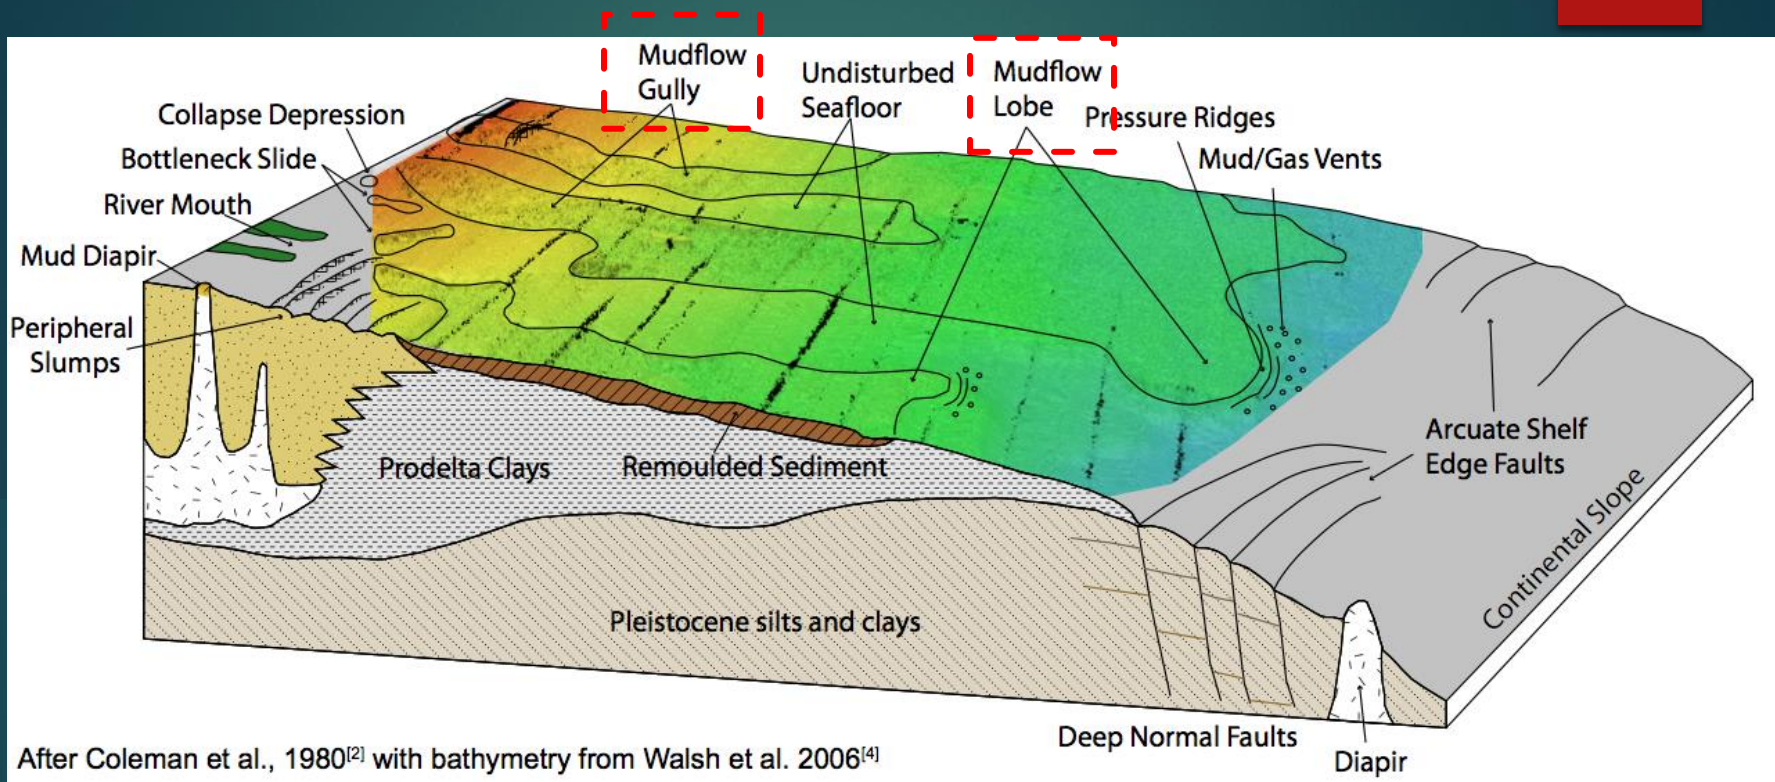 Mudflow
Gully
Undisturbed
Seafloor
Mudflow
Lobe
Pressure Ridges
Mud/Gas Vents
Collapse Depression
Bottleneck Slide
River Mouth
Mud Diapir
Peripheral
Slumps
Prodelta Clays
Remoulded Sediment
Arcuate Shelf
Edge Faults
Continental Slope
Pleistocene silts and clays
Deep Normal Faults
Diapir
After Coleman et al., 1980[2] with bathymetry from Walsh et al. 2006[4]